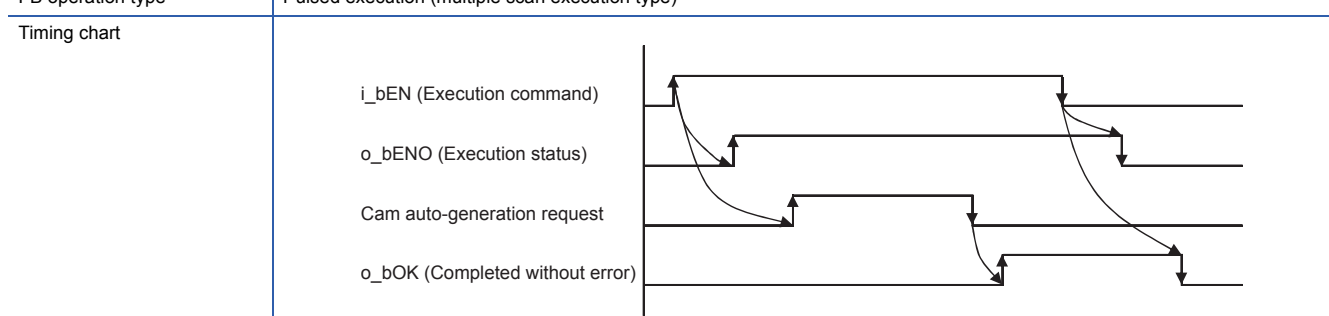 FB operation type Pulsed execution (multiple scan execution type)
Timing chart
i_bEN (Execution command)
o_bENO (Execution status)
Cam auto-generation request
o_bOK (Completed without error)